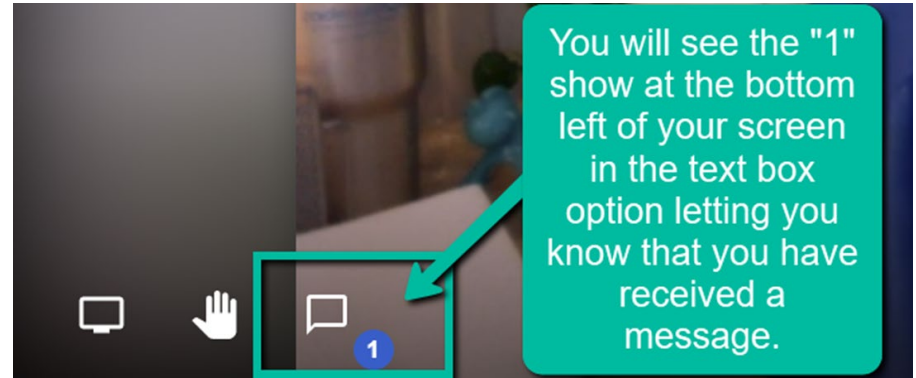 You will see the "1"
show at the bottom
left of your screen
in the text box
option letting you
know that you have
received a
message.
1